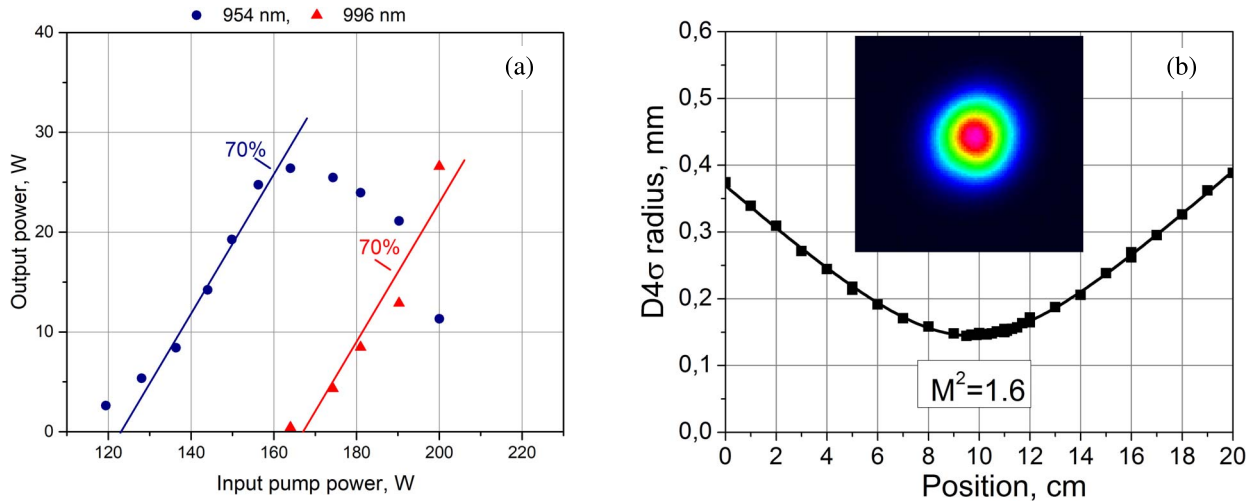 954 nm, 996 nm
(a)
70%
70%
Output power, W
40
30
20
10
0
120 140 160 180 200 220
Input pump power, W
(b)
D4σ radius, mm
0,6
0,5
0,4
0,3
0,2
0,1
0,0
M²=1.6
0 2 4 6 8 10 12 14 16 18 20
Position, cm